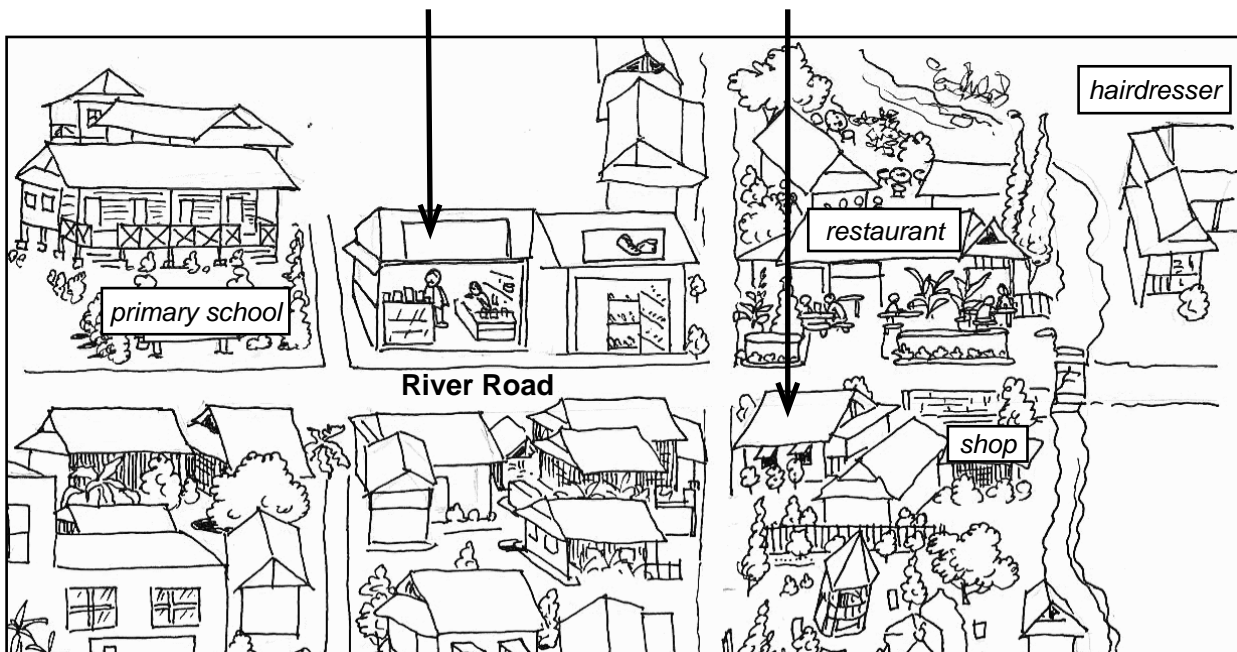 hairdresser
restaurant
primary school
River Road
shop